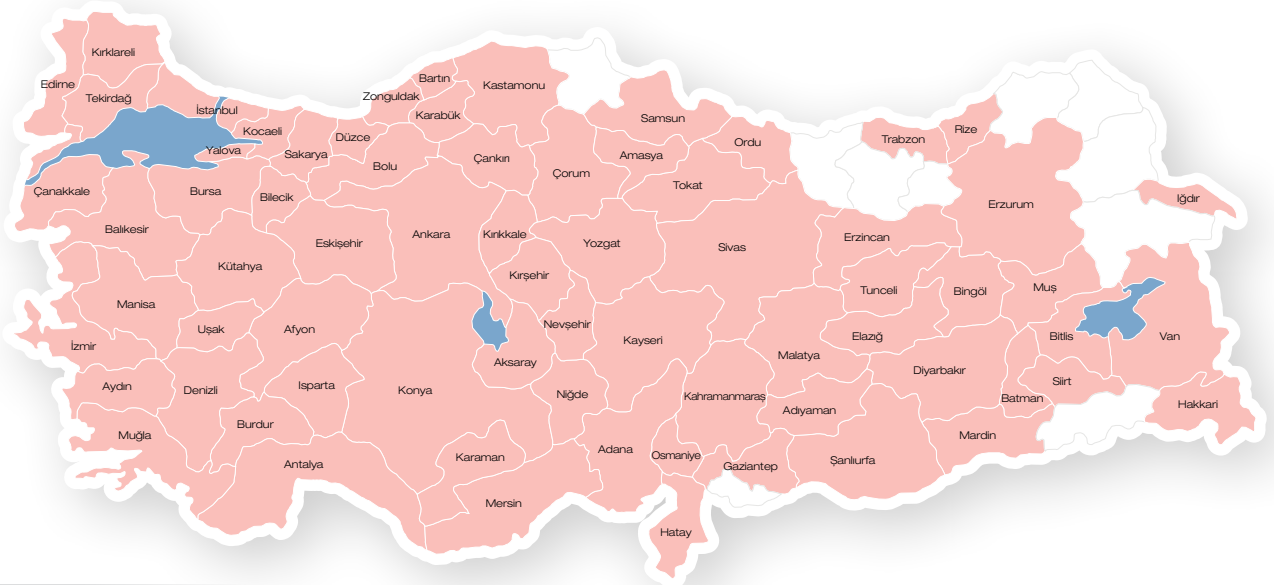 Kırklareli
Edirne
Tekirdağ
İstanbul
Kocaeli
Yalova
Sakarya
Düzce
Zonguldak
Bartın
Karabük
Kastamonu
Bolu
Çankırı
Çorum
Samsun
Amasya
Ordu
Tokat
Trabzon
Rize
Erzurum
Iğdır
Çanakkale
Bursa
Bilecik
Balıkesir
Kütahya
Eskişehir
Ankara
Kırıkkale
Yozgat
Sivas
Erzincan
Kırşehir
Tunceli
Bingöl
Muş
Manisa
Uşak
Afyon
Nevşehir
Kayseri
Elazığ
Bitlis
Van
İzmir
Aksaray
Malatya
Diyarbakır
Aydın
Denizli
Isparta
Konya
Niğde
Kahramanmaraş
Adıyaman
Batman
Siirt
Hakkari
Muğla
Burdur
Mardin
Antalya
Karaman
Adana
Osmaniye
Gaziantep
Şanlıurfa
Mersin
Hatay